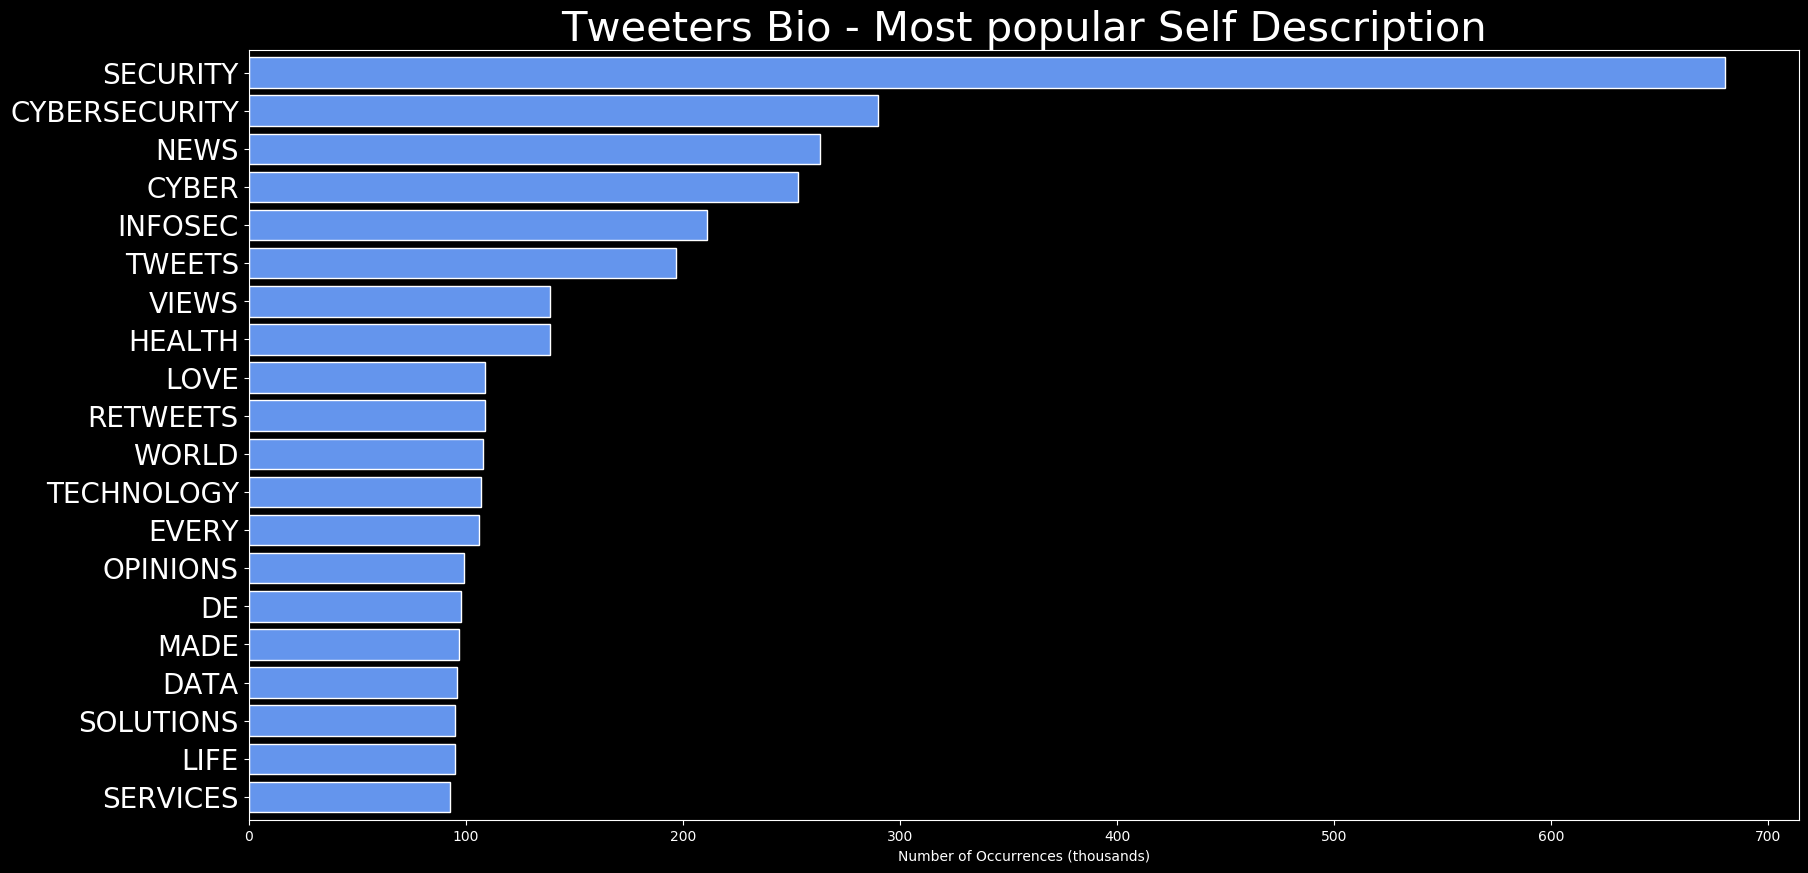 Tweeters Bio - Most popular Self Description
SECURITY
CYBERSECURITY
NEWS
CYBER
INFOSEC
TWEETS
VIEWS
HEALTH
LOVE
RETWEETS
WORLD
TECHNOLOGY
EVERY
OPINIONS
DE
MADE
DATA
SOLUTIONS
LIFE
SERVICES
0 100 200 300 400 500 600 700
Number of Occurrences (thousands)